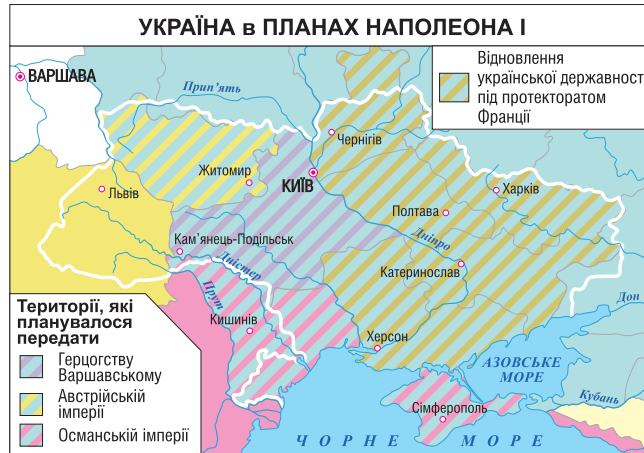 УКРАЇНА в ПЛАНАХ НАПОЛЕОНА І
ВАРШАВА
Прип'ять
Відновлення
української державност
під протекторатом
Франції
Чернігів
Житомир
КИЇВ
Харків
Львів
Полтава
Дніпро
Кам'янець-Подільськ
Дністер
Катеринослав
Прут
Дон
Території, які
планувалося
передати
Кишинів
Херсон
Герцогству
Варшавському
АЗОВСЬКЕ
МОРЕ
Австрійській
імперії
Кубань
Сімферополь
Османській імперії
ЧОРНЕ МОРЕ